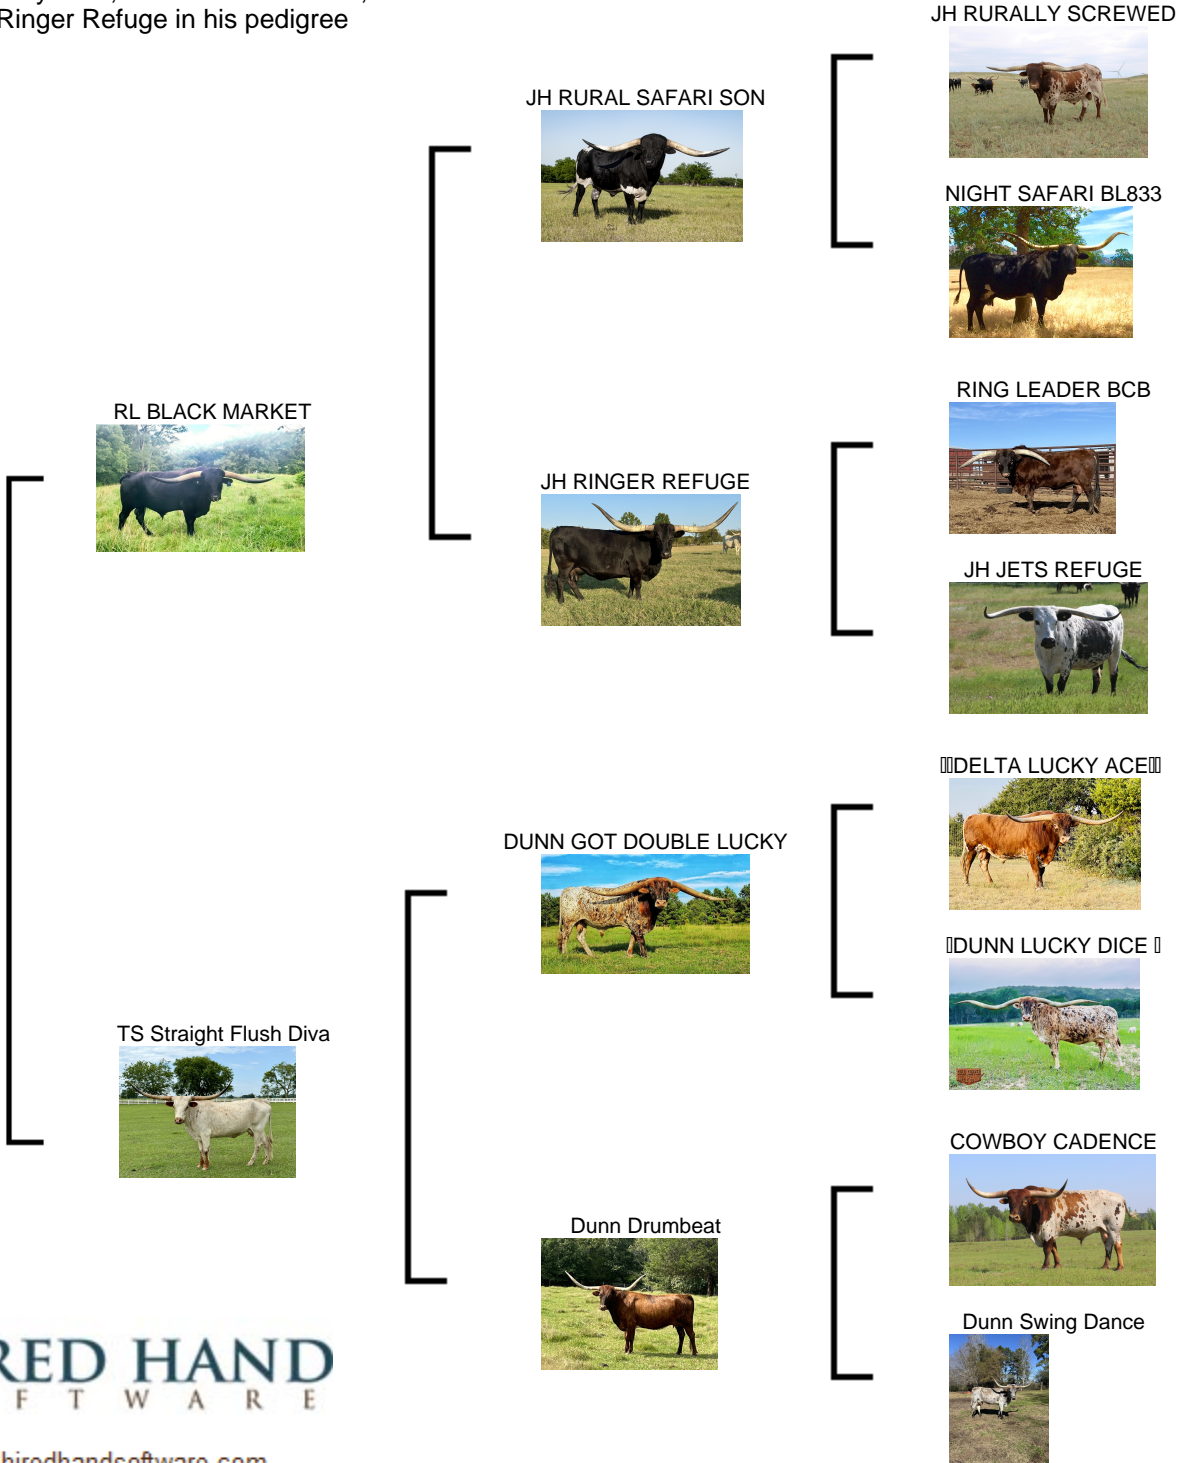 Ringer Refuge in his pedigree
JH RURALLY SCREWED
JH RURAL SAFARI SON
NIGHT SAFARI BL833
RL BLACK MARKET
RING LEADER BCB
JH RINGER REFUGE
JH JETS REFUGE
DELTA LUCKY ACE
DUNN GOT DOUBLE LUCKY
DUNN LUCKY DICE
TS Straight Flush Diva
COWBOY CADENCE
Dunn Drumbeat
Dunn Swing Dance
RED HAND
F T W A R E
hiredhandsoftware.com